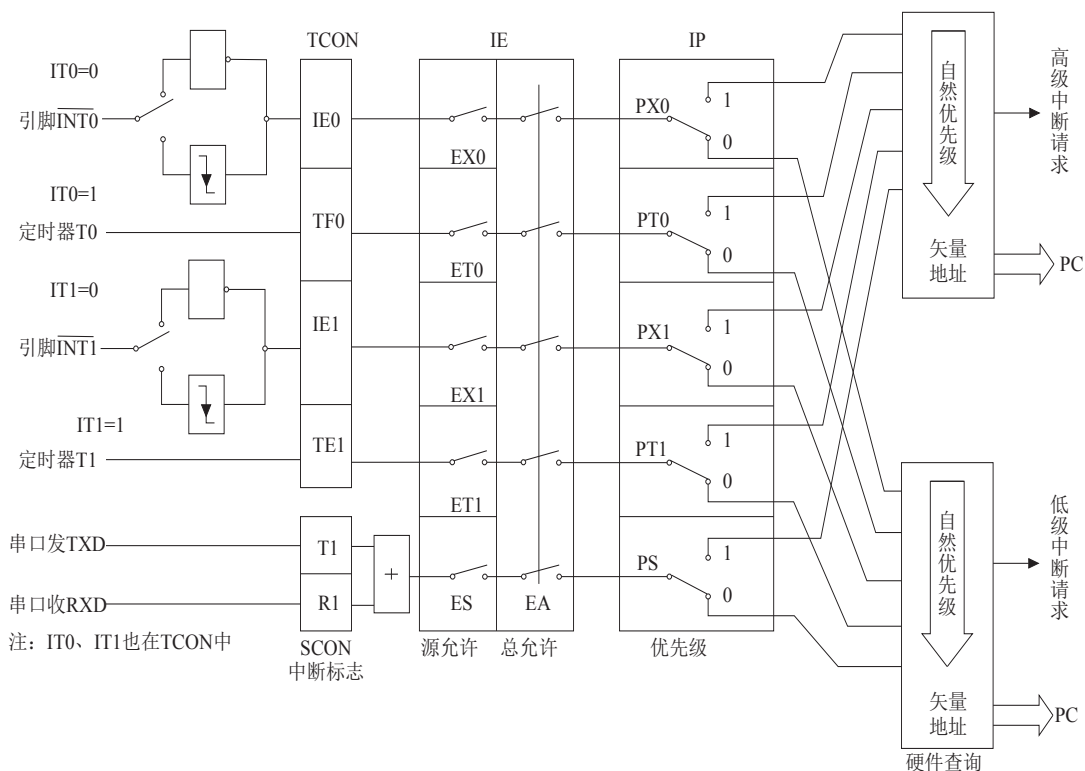 TCON
IE
IP
IT0=0
引脚INT0
IT0=1
定时器T0
IT1=0
引脚INT1
IT1=1
定时器T1
串口发TXD
串口收RXD
注：IT0、IT1也在TCON中
IE0
TF0
IE1
TE1
T1
R1
SCON
中断标志
+
EX0
ET0
EX1
ET1
ES
EA
源允许
总允许
PX0
1
0
PT0
1
0
PX1
1
0
PT1
1
0
PS
1
0
优先级
自然优先级
矢量
地址
高级中断请求
PC
自然优先级
矢量
地址
低级中断请求
PC
硬件查询